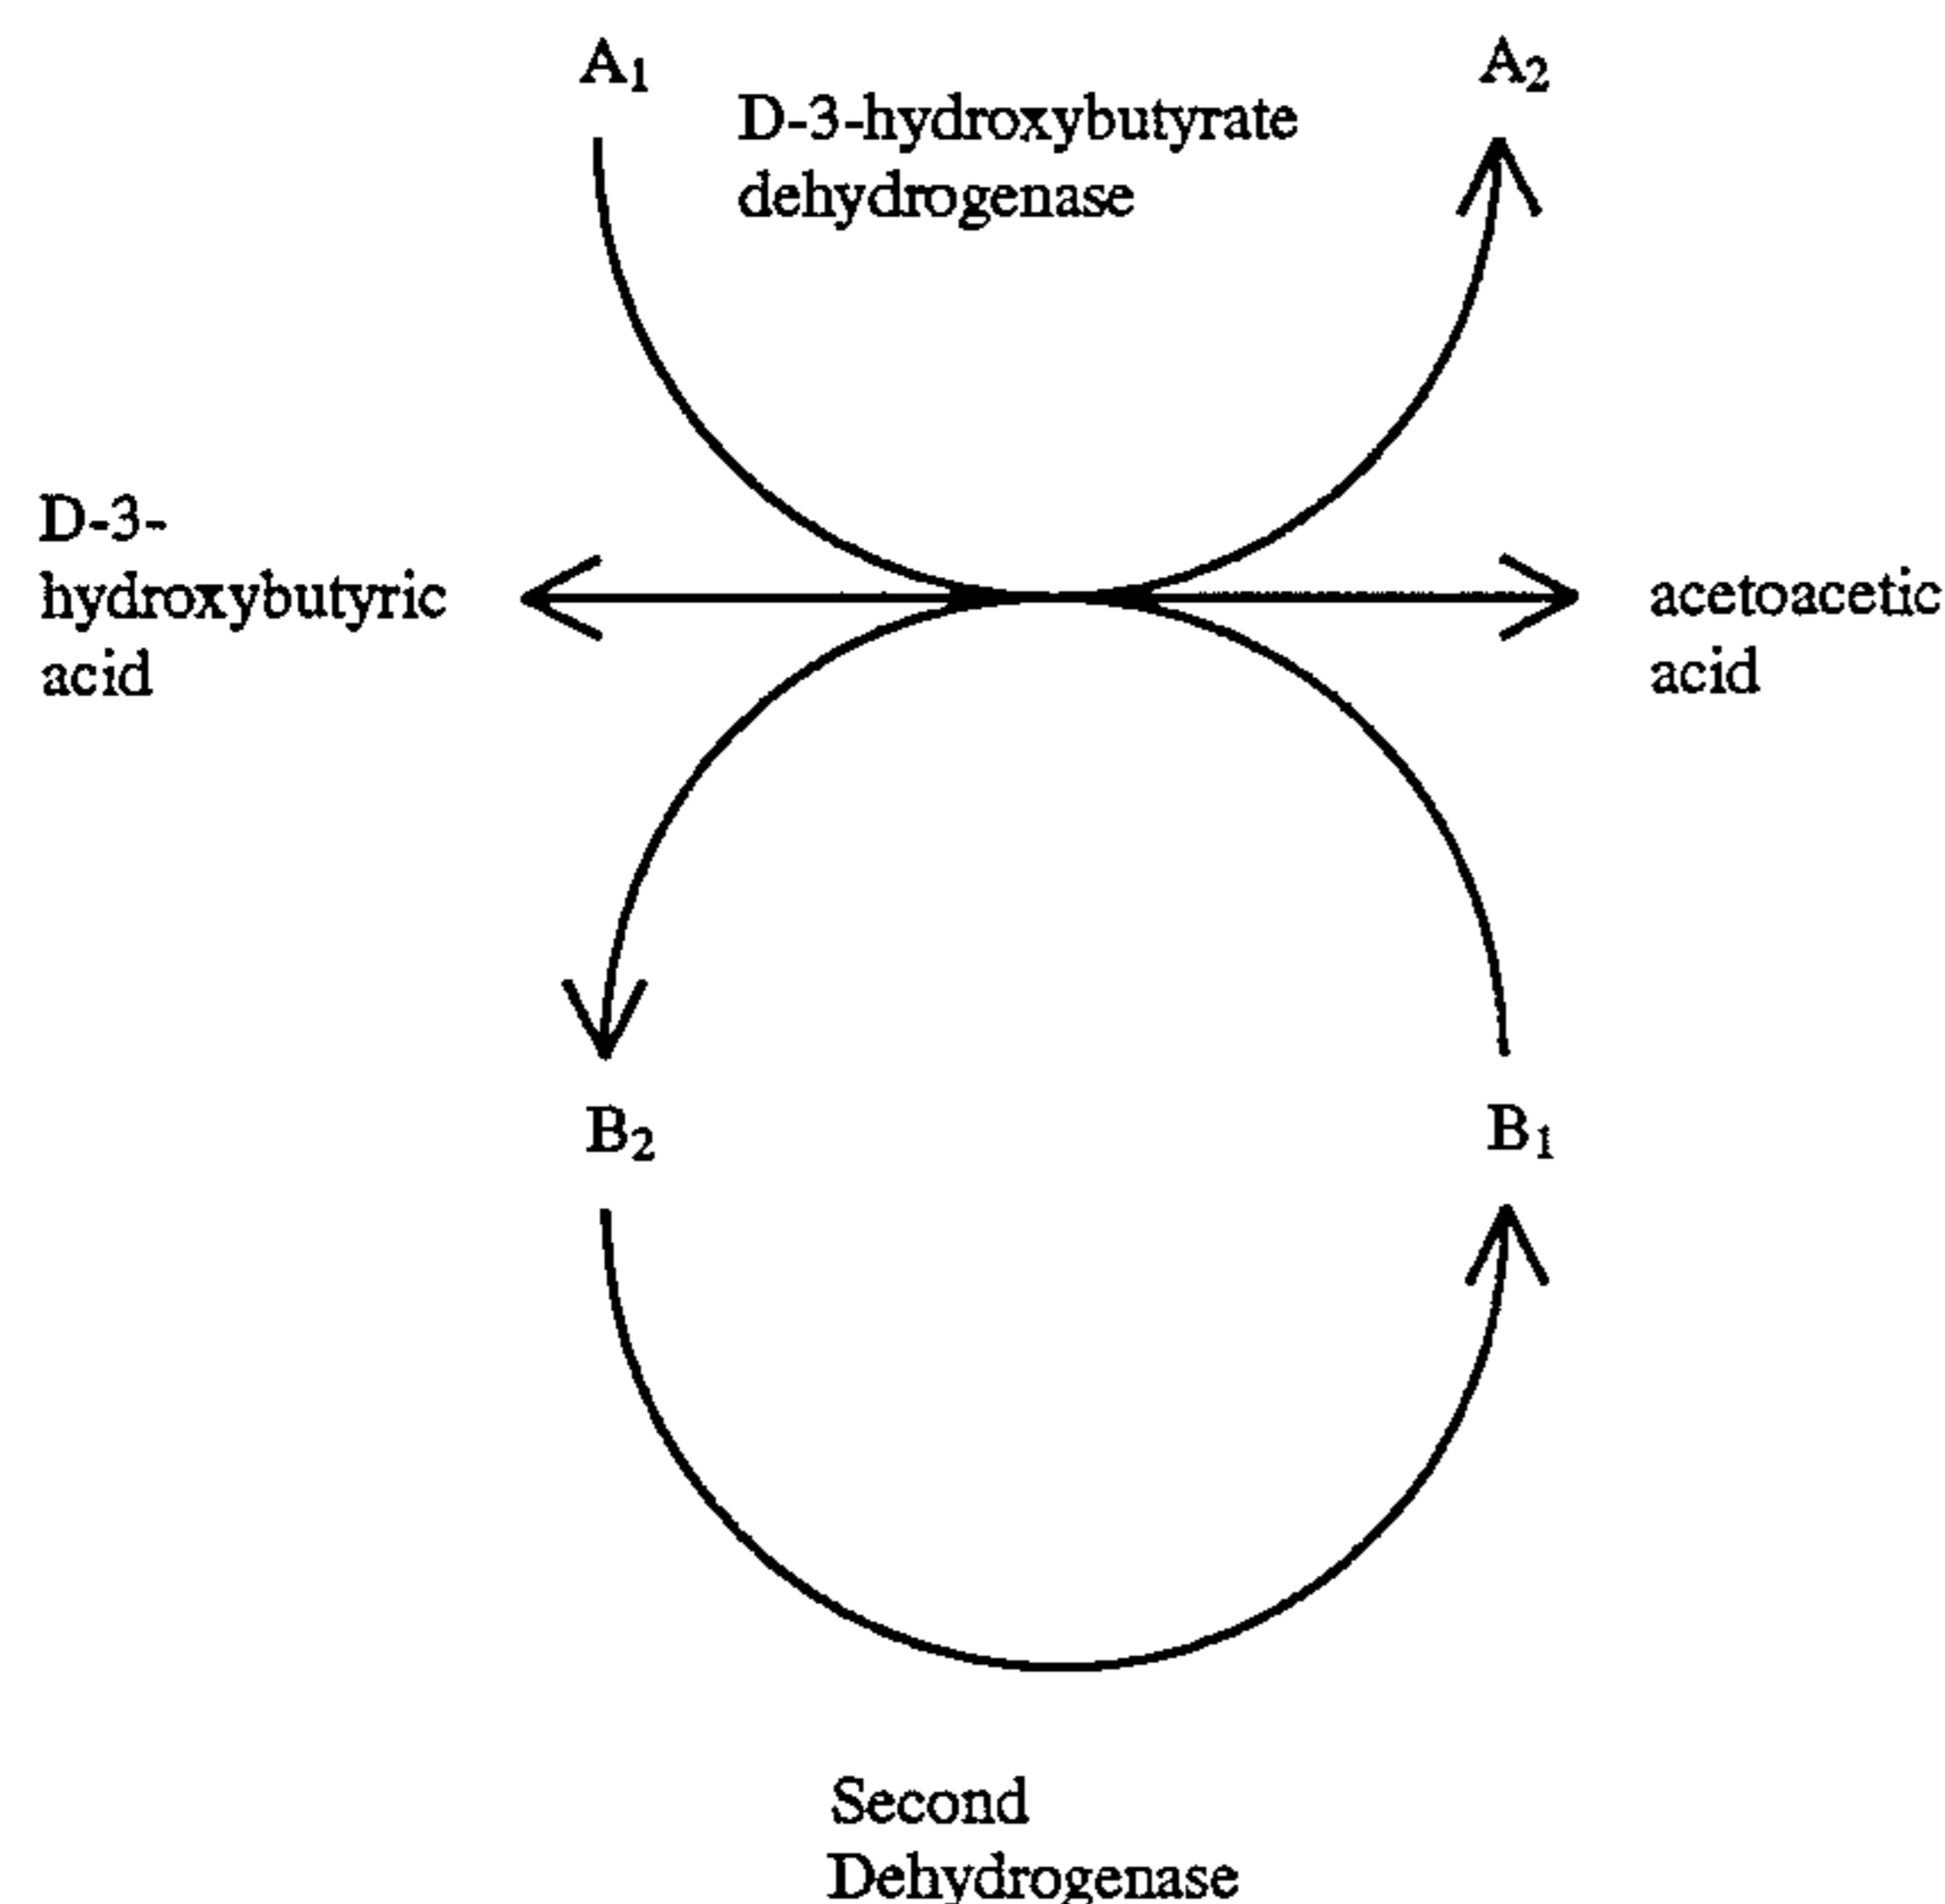 A₁
A₂
D-3-hydroxybutyrate
dehydrogenase
D-3-
hydroxybutyric
acid
acetoacetic
acid
B₂
B₁
Second
Dehydrogenase